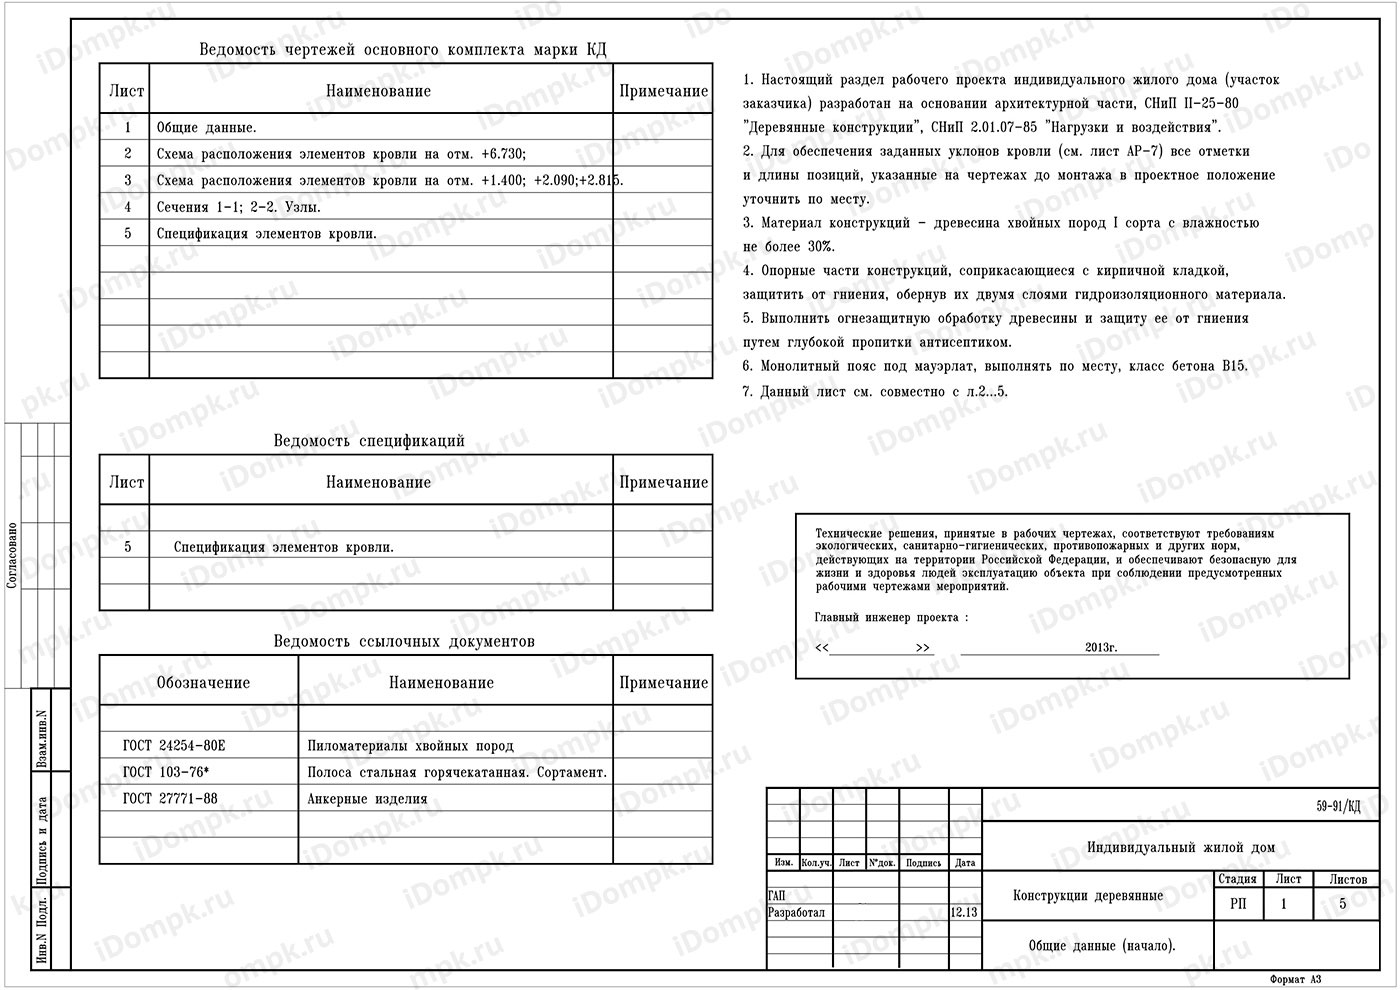 Ведомость чертежей основного комплекта марки КД
Лист Наименование Примечание
1 Общие данные.
2 Схема расположения элементов кровли на отм. +6.730;
3 Схема расположения элементов кровли на отм. +1.400; +2.090;+2.815.
4 Сечения 1-1; 2-2. Узлы.
5 Спецификация элементов кровли.
Ведомость спецификаций
Лист Наименование Примечание
5 Спецификация элементов кровли.
Ведомость ссылочных документов
Обозначение Наименование Примечание
ГОСТ 24254-80Е Пиломатериалы хвойных пород
ГОСТ 103-76* Полоса стальная горячекатанная. Сортамент.
ГОСТ 27771-88 Анкерные изделия
1. Настоящий раздел рабочего проекта индивидуального жилого дома (участок
заказчика) разработан на основании архитектурной части, СНиП II-25-80
"Деревянные конструкции", СНиП 2.01.07-85 "Нагрузки и воздействия".
2. Для обеспечения заданных уклонов кровли (см. лист АР-7) все отметки
и длины позиций, указанные на чертежах до монтажа в проектное положение
уточнить по месту.
3. Материал конструкций - древесина хвойных пород I сорта с влажностью
не более 30%.
4. Опорные части конструкций, соприкасающиеся с кирпичной кладкой,
защитить от гниения, обернув их двумя слоями гидроизоляционного материала.
5. Выполнить огнезащитную обработку древесины и защиту ее от гниения
путем глубокой пропитки антисептиком.
6. Монолитный пояс под мауэрлат, выполнять по месту, класс бетона В15.
7. Данный лист см. совместно с л.2...5.
Технические решения, принятые в рабочих чертежах, соответствуют требованиям
экологических, санитарно-гигиенических, противопожарных и других норм,
действующих на территории Российской Федерации, и обеспечивают безопасную для
жизни и здоровья людей эксплуатацию объекта при соблюдении предусмотренных
рабочими чертежами мероприятий.
Главный инженер проекта :
<< >> 2013г.
59-91/КД
Индивидуальный жилой дом
Изм. Кол.уч. Лист N°док. Подпись Дата
Конструкции деревянные
Стадия Лист Листов
РП 1 5
ГАП
Разработал 12.13
Общие данные (начало).
Формат А3
Согласовано
Взам.инв.N
Подпись и дата
Инв.N Подл.
iDompk.ru